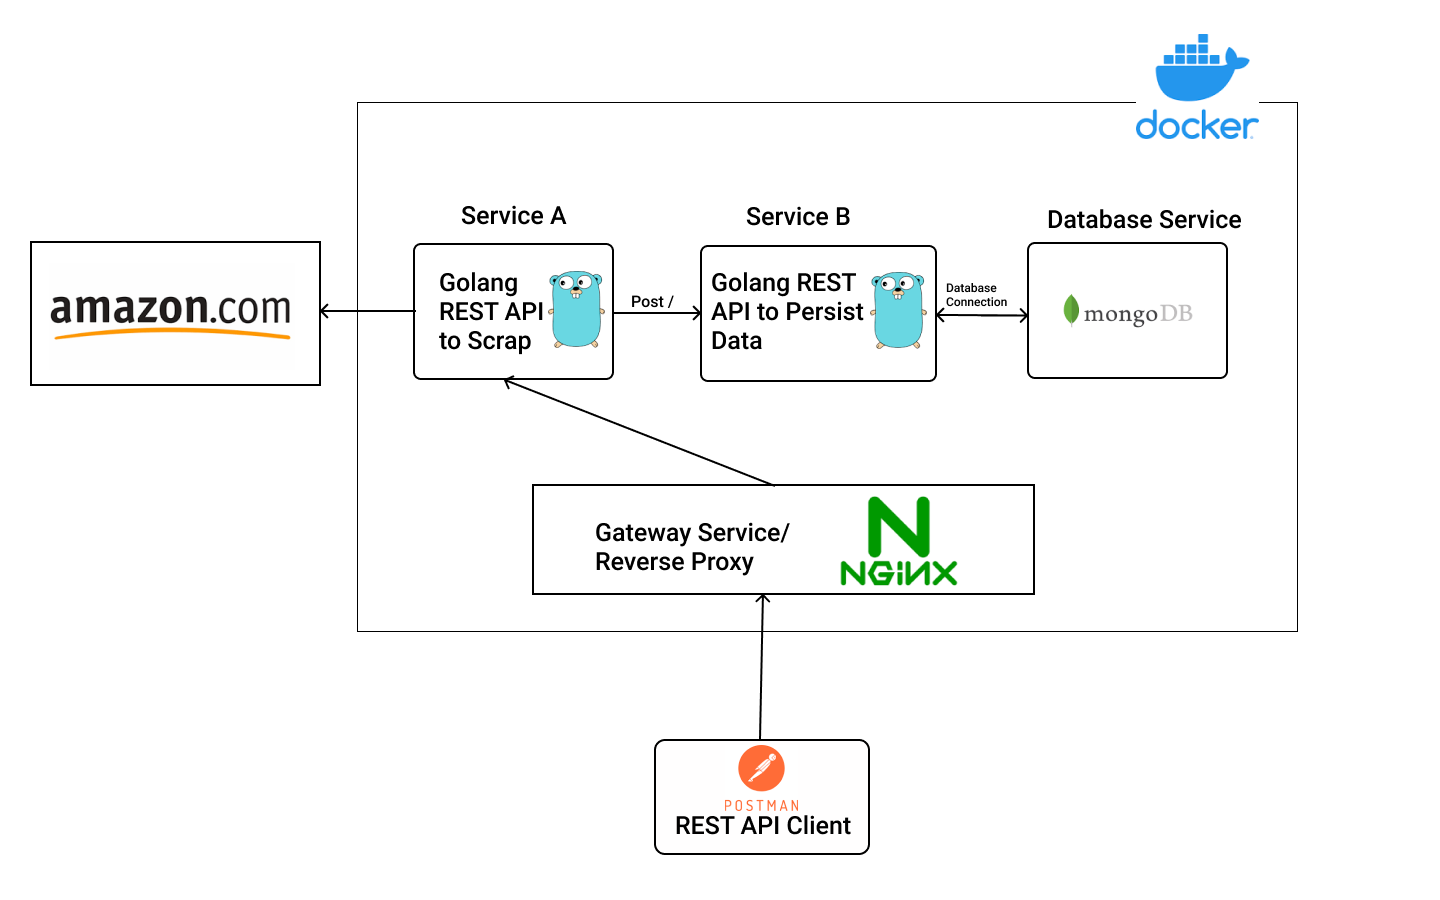 docker
Service A
Service B
Database Service
amazon.com
Golang
REST API
to Scrap
Post /
Golang REST
API to Persist
Data
Database
Connection
mongoDB
Gateway Service/
Reverse Proxy
N
NGiNX
POSTMAN
REST API Client